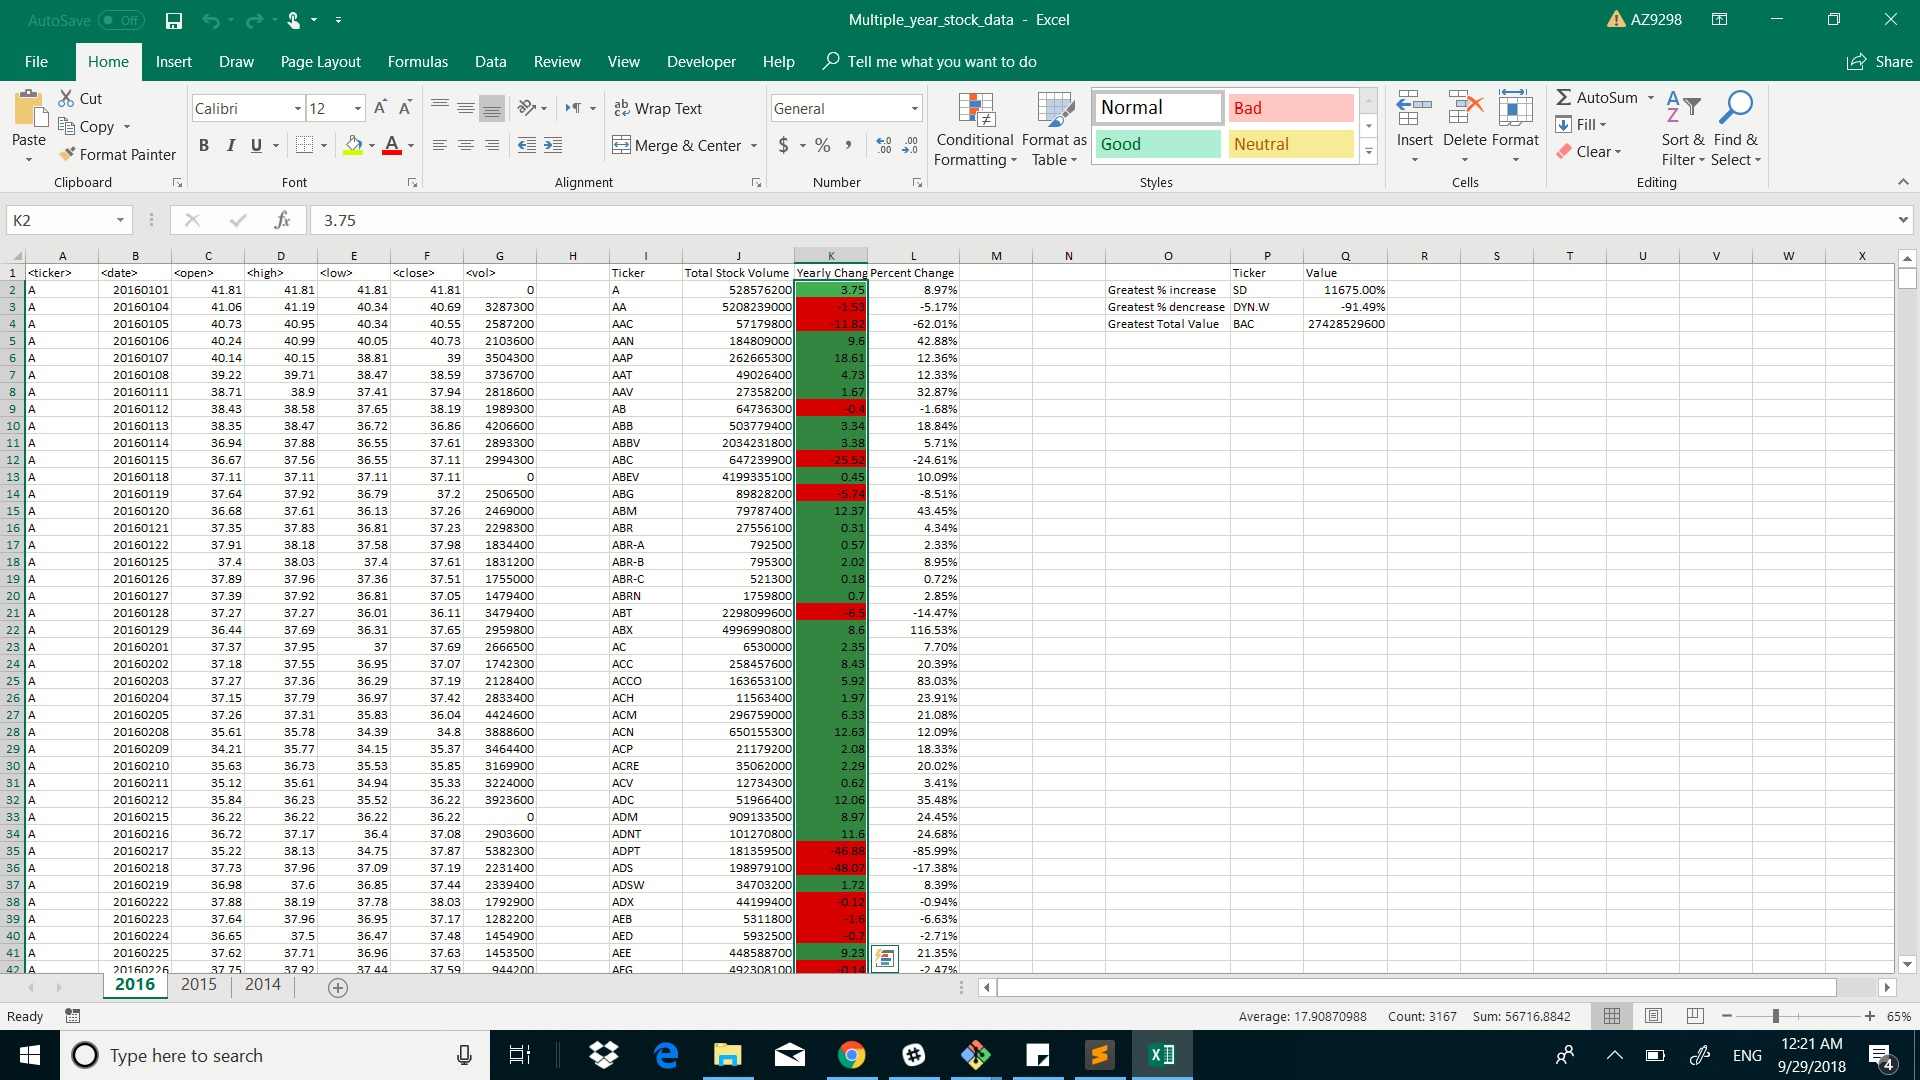 AutoSave Off
Multiple_year_stock_data - Excel
AZ9298
File Home Insert Draw Page Layout Formulas Data Review View Developer Help Tell me what you want to do Share
Paste Cut Copy Format Painter Clipboard
Calibri 12 B I U A A A Font
Wrap Text Merge & Center Alignment
General $ % , Number
Conditional Formatting Format as Table Normal Bad Good Neutral Styles
Insert Delete Format Cells
AutoSum Fill Clear Sort & Filter Find & Select Editing
K2 fx 3.75
A B C D E F G H I J K L M N O P Q R S T U V W X
1 <ticker> <date> <open> <high> <low> <close> <vol> Ticker Total Stock Volume Yearly Chang Percent Change Ticker Value
2 A 20160101 41.81 41.81 41.81 41.81 0 A 528576200 3.75 8.97% Greatest % increase SD 11675.00%
3 A 20160104 41.06 41.19 40.34 40.69 3287300 AA 5208239000 -1.53 -5.17% Greatest % dencrease DYN.W -91.49%
4 A 20160105 40.73 40.95 40.34 40.55 2587200 AAC 57179800 -11.82 -62.01% Greatest Total Value BAC 27428529600
5 A 20160106 40.24 40.99 40.05 40.73 2103600 AAN 184809000 9.6 42.88%
6 A 20160107 40.14 40.15 38.81 39 3504300 AAP 262665300 18.61 12.36%
7 A 20160108 39.22 39.71 38.47 38.59 3736700 AAT 49026400 4.73 12.33%
8 A 20160111 38.71 38.9 37.41 37.94 2818600 AAV 27358200 1.67 32.87%
9 A 20160112 38.43 38.58 37.65 38.19 1989300 AB 64736300 -0.4 -1.68%
10 A 20160113 38.35 38.47 36.72 36.86 4206600 ABB 503779400 3.34 18.84%
11 A 20160114 36.94 37.88 36.55 37.61 2893300 ABBV 2034231800 3.38 5.71%
12 A 20160115 36.67 37.56 36.55 37.11 2994300 ABC 647239900 -25.52 -24.61%
13 A 20160118 37.11 37.11 37.11 37.11 0 ABEV 4199335100 0.45 10.09%
14 A 20160119 37.64 37.92 36.79 37.2 2506500 ABG 89828200 -5.74 -8.51%
15 A 20160120 36.68 37.61 36.13 37.26 2469000 ABM 79787400 12.37 43.45%
16 A 20160121 37.35 37.83 36.81 37.23 2298300 ABR 27556100 0.31 4.34%
17 A 20160122 37.91 38.18 37.58 37.98 1834400 ABR-A 792500 0.57 2.33%
18 A 20160125 37.4 38.03 37.4 37.61 1831200 ABR-B 795300 2.02 8.95%
19 A 20160126 37.89 37.96 37.36 37.51 1755000 ABR-C 521300 0.18 0.72%
20 A 20160127 37.39 37.92 36.81 37.05 1479400 ABRN 1759800 0.7 2.85%
21 A 20160128 37.27 37.27 36.01 36.11 3479400 ABT 2298099600 -6.5 -14.47%
22 A 20160129 36.44 37.69 36.31 37.65 2959800 ABX 4996990800 8.6 116.53%
23 A 20160201 37.37 37.95 37 37.69 2666500 AC 6530000 2.35 7.70%
24 A 20160202 37.18 37.55 36.95 37.07 1742300 ACC 258457600 8.43 20.39%
25 A 20160203 37.27 37.36 36.29 37.19 2128400 ACCO 163653100 5.92 83.03%
26 A 20160204 37.15 37.79 36.97 37.42 2833400 ACH 11563400 1.97 23.91%
27 A 20160205 37.26 37.31 35.83 36.04 4424600 ACM 296759000 6.33 21.08%
28 A 20160208 35.61 35.78 34.39 34.8 3888600 ACN 650155300 12.63 12.09%
29 A 20160209 34.21 35.77 34.15 35.37 3464400 ACP 21179200 2.08 18.33%
30 A 20160210 35.63 36.73 35.53 35.85 3169900 ACRE 35062000 2.29 20.02%
31 A 20160211 35.12 35.61 34.94 35.33 3224000 ACV 12734300 0.62 3.41%
32 A 20160212 35.84 36.23 35.52 36.22 3923600 ADC 51966400 12.06 35.48%
33 A 20160215 36.22 36.22 36.22 36.22 0 ADM 909133500 8.97 24.45%
34 A 20160216 36.72 37.17 36.4 37.08 2903600 ADNT 101270800 11.6 24.68%
35 A 20160217 35.22 38.13 34.75 37.87 5382300 ADPT 181359500 -46.88 -85.99%
36 A 20160218 37.73 37.96 37.09 37.19 2231400 ADS 198979100 -48.07 -17.38%
37 A 20160219 36.98 37.6 36.85 37.44 2339400 ADSW 34703200 1.72 8.39%
38 A 20160222 37.88 38.19 37.78 38.03 1792900 ADX 44199400 -0.12 -0.94%
39 A 20160223 37.64 37.96 36.95 37.17 1282200 AEB 5311800 -1.6 -6.63%
40 A 20160224 36.65 37.5 36.47 37.48 1454900 AED 5932500 -0.7 -2.71%
41 A 20160225 37.62 37.71 36.96 37.63 1453500 AEE 448588700 9.23 21.35%
42 A 20160226 37.75 37.92 37.44 37.59 944200 AEG 492308100 -0.14 -2.47%
2016 2015 2014
Ready Average: 17.90870988 Count: 3167 Sum: 56716.8842 65%
Type here to search
ENG 12:21 AM
9/29/2018 4